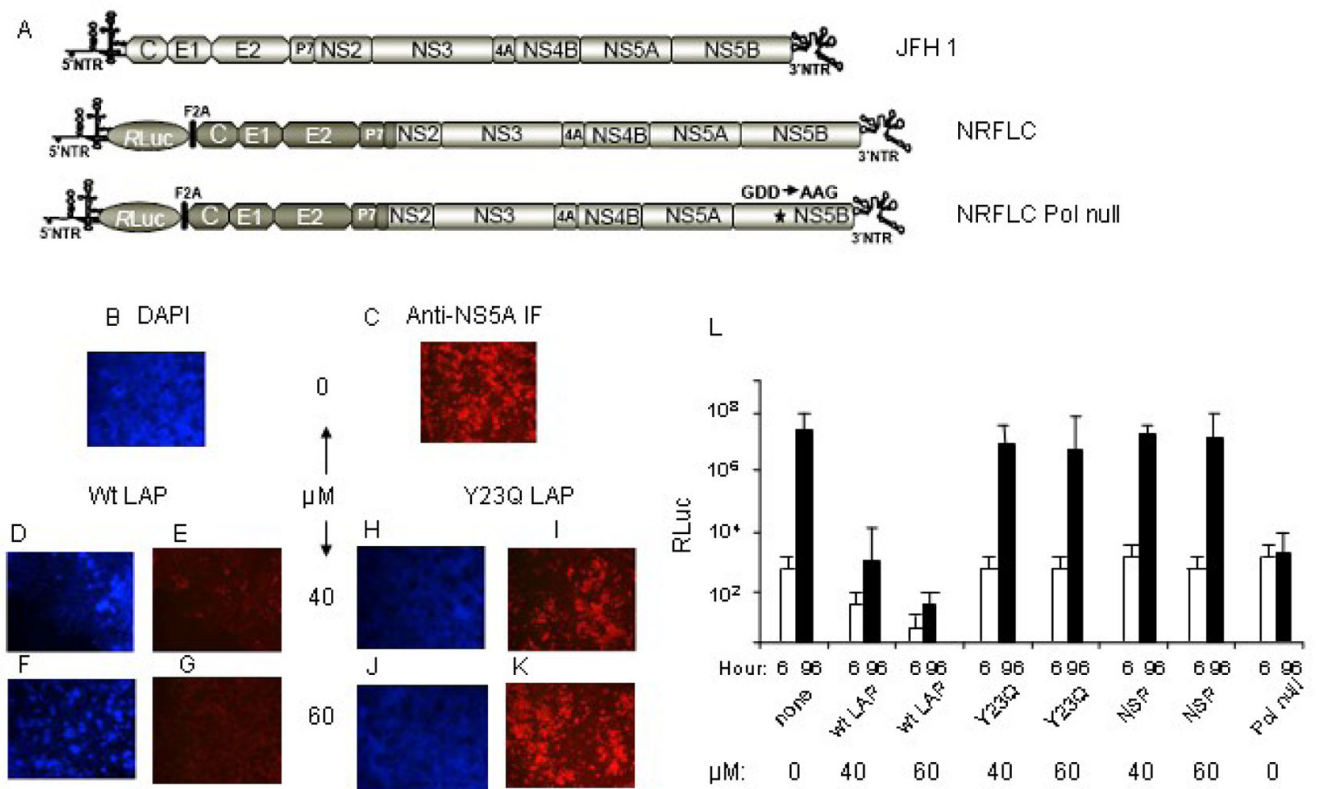 A
C E1 E2 P7 NS2 NS3 4A NS4B NS5A NS5B
5'NTR
3'NTR
JFH 1
F2A
RLuc C E1 E2 P7 NS2 NS3 4A NS4B NS5A NS5B
5'NTR
3'NTR
NRFLC
F2A
GDD→AAG
RLuc C E1 E2 P7 NS2 NS3 4A NS4B NS5A ★ NS5B
5'NTR
3'NTR
NRFLC Pol null
B DAPI
C Anti-NS5A IF
0
µM
Wt LAP
Y23Q LAP
D
E
H
I
40
F
G
J
K
60
L
RLuc
10⁸
10⁶
10⁴
10²
Hour: 6 96 6 96 6 96 6 96 6 96 6 96 6 96 6 96
none wt LAP wt LAP Y23Q Y23Q NSP NSP Pol null
µM: 0 40 60 40 60 40 60 0